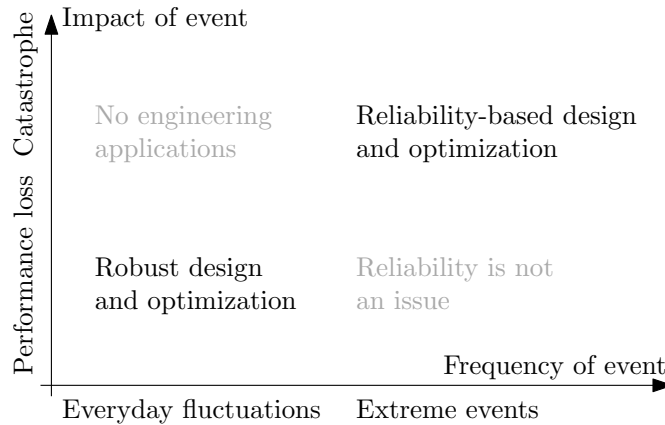 Impact of event
Catastrophe
Performance loss
No engineering
applications
Reliability-based design
and optimization
Robust design
and optimization
Reliability is not
an issue
Frequency of event
Everyday fluctuations
Extreme events